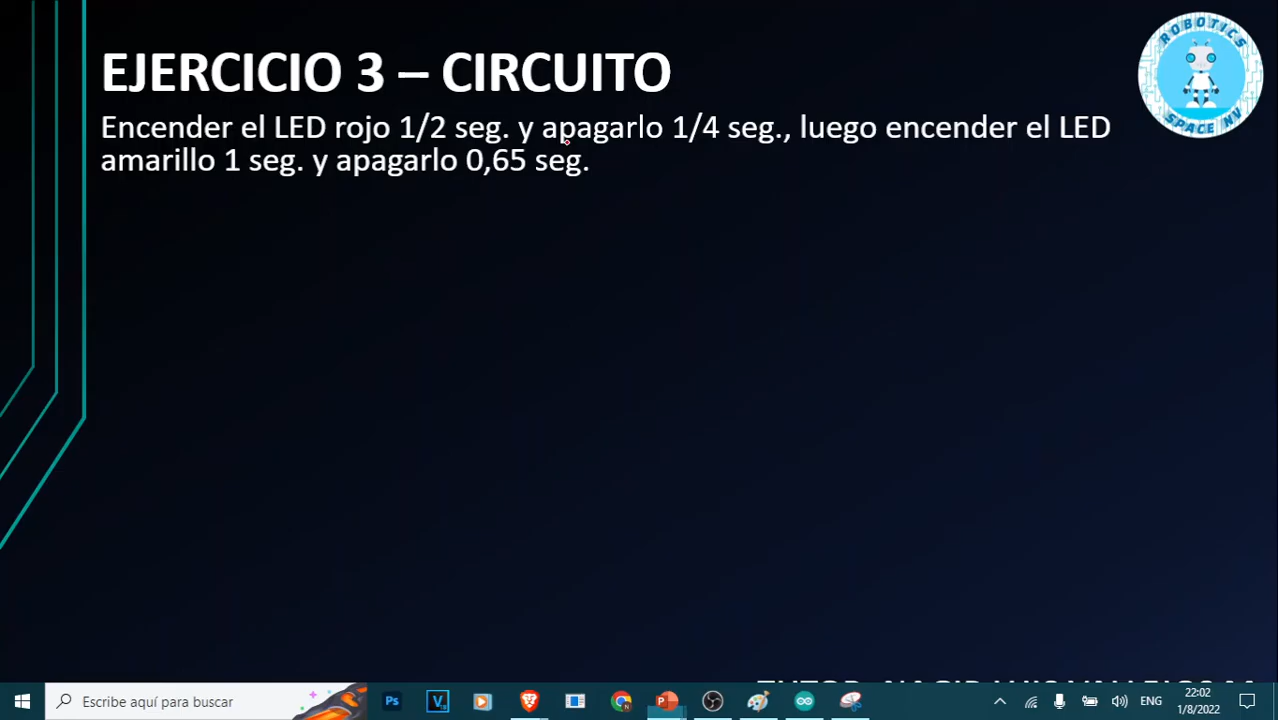 EJERCICIO 3 – CIRCUITO
Encender el LED rojo 1/2 seg. y apagarlo 1/4 seg., luego encender el LED
amarillo 1 seg. y apagarlo 0,65 seg.
ROBOTICS
SPACE NV
Escribe aquí para buscar
Ps
ENG
22:02
1/8/2022